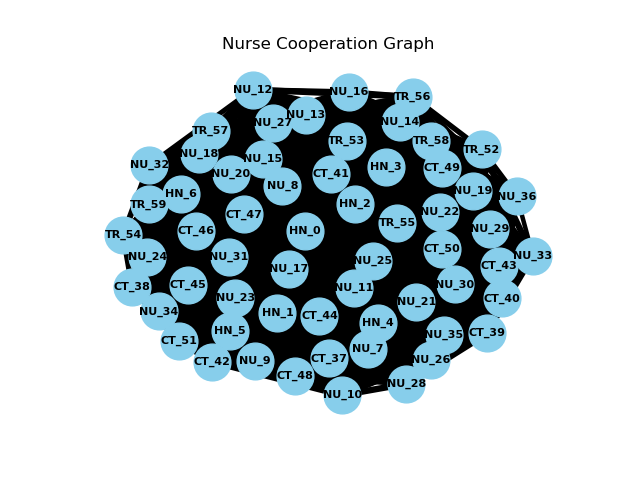 Nurse Cooperation Graph
NU_12
NU_16
TR_56
NU_13
NU_27
NU_14
TR_57
TR_53
TR_58
TR_52
NU_18
NU_15
NU_32
HN_3
CT_49
NU_20
CT_41
NU_8
NU_19
HN_6
NU_36
TR_59
HN_2
CT_47
NU_22
TR_55
NU_29
CT_46
HN_0
TR_54
CT_50
NU_24
NU_31
NU_33
NU_25
CT_43
NU_17
CT_45
NU_30
CT_38
NU_11
NU_23
CT_40
NU_21
NU_34
HN_1
CT_44
HN_4
HN_5
CT_39
NU_35
CT_51
NU_7
CT_37
NU_26
CT_42
NU_9
CT_48
NU_28
NU_10